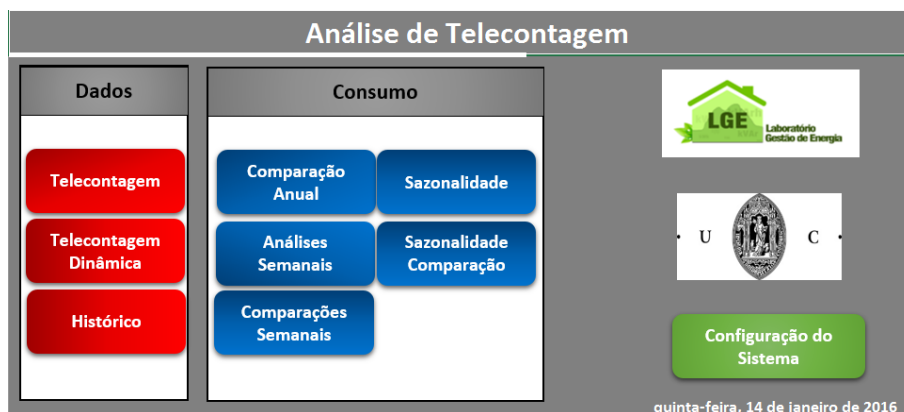 Análise de Telecontagem
Dados
Telecontagem
Telecontagem
Dinâmica
Histórico
Consumo
Comparação
Anual
Sazonalidade
Análises
Semanais
Sazonalidade
Comparação
Comparações
Semanais
LGE
Laboratório
Gestão de Energia
· U C ·
Configuração do
Sistema
quinta-feira, 14 de janeiro de 2016